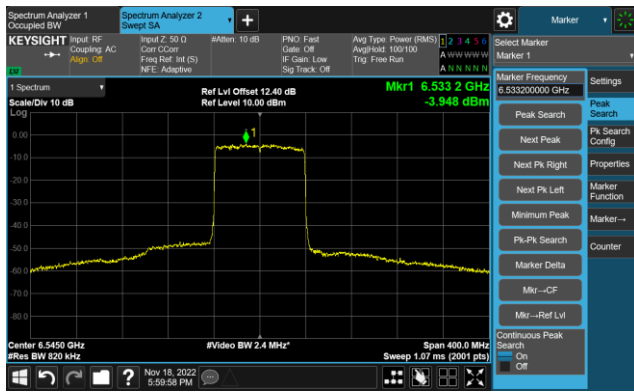 Spectrum Analyzer 1
Occupied BW
Spectrum Analyzer 2
Swept SA
Marker
KEYSIGHT
Input: RF
Coupling: AC
Align: Off
Input Z: 50 Ω
Corr CCorr
Freq Ref: Int (S)
NFE: Adaptive
#Atten: 10 dB
PNO: Fast
Gate: Off
IF Gain: Low
Sig Track: Off
Avg Type: Power (RMS)
Avg|Hold: 100/100
Trig: Free Run
1 2 3 4 5 6
A W W W W W
A N N N N N
LXI
1 Spectrum
Scale/Div 10 dB
Log
Ref Lvl Offset 12.40 dB
Ref Level 10.00 dBm
Mkr1 6.533 2 GHz
-3.948 dBm
1
0.00
-10.0
-20.0
-30.0
-40.0
-50.0
-60.0
-70.0
-80.0
Center 6.5450 GHz
#Res BW 820 kHz
#Video BW 2.4 MHz*
Span 400.0 MHz
Sweep 1.07 ms (2001 pts)
Nov 18, 2022
5:59:58 PM
Select Marker
Marker 1
Marker Frequency
6.533200000 GHz
Peak Search
Next Peak
Next Pk Right
Next Pk Left
Minimum Peak
Pk-Pk Search
Marker Delta
Mkr→CF
Mkr→Ref Lvl
Continuous Peak
Search
On
Off
Settings
Peak
Search
Pk Search
Config
Properties
Marker
Function
Marker→
Counter